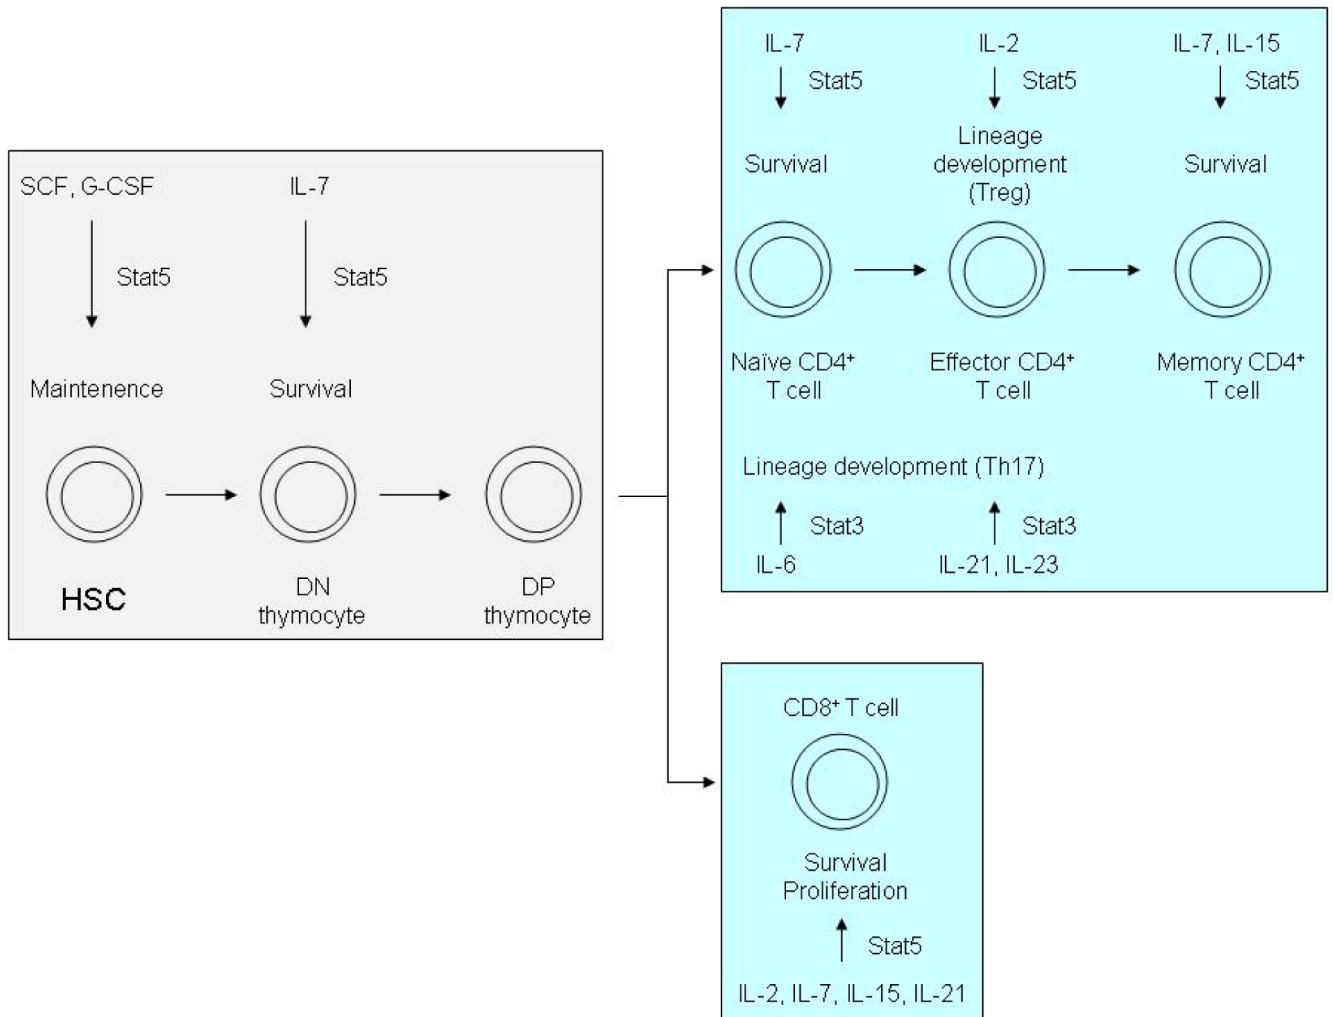 SCF, G-CSF
IL-7
Stat5
Stat5
Maintenence
Survival
HSC
DN
thymocyte
DP
thymocyte
IL-7
IL-2
IL-7, IL-15
Stat5
Stat5
Stat5
Survival
Lineage
development
(Treg)
Survival
Naïve CD4⁺
T cell
Effector CD4⁺
T cell
Memory CD4⁺
T cell
Lineage development (Th17)
Stat3
Stat3
IL-6
IL-21, IL-23
CD8⁺ T cell
Survival
Proliferation
Stat5
IL-2, IL-7, IL-15, IL-21